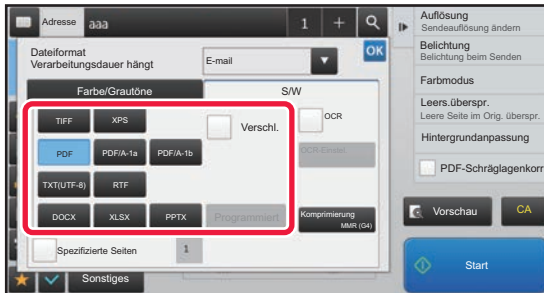 Adresse aaa 1 +
Dateiformat
Verarbeitungsdauer hängt
E-mail
OK
Farbe/Grautöne
S/W
TIFF XPS
Verschl.
OCR
PDF PDF/A-1a PDF/A-1b
OCR-Einstel.
TXT(UTF-8) RTF
DOCX XLSX PPTX
Programmiert
Komprimierung
MMR (G4)
Spezifizierte Seiten 1
Sonstiges
Auflösung
Sendeauflösung ändern
Belichtung
Belichtung beim Senden
Farbmodus
Leers.überspr.
Leere Seite im Orig. überspr.
Hintergrundanpassung
PDF-Schräglagenkorr
Vorschau
CA
Start